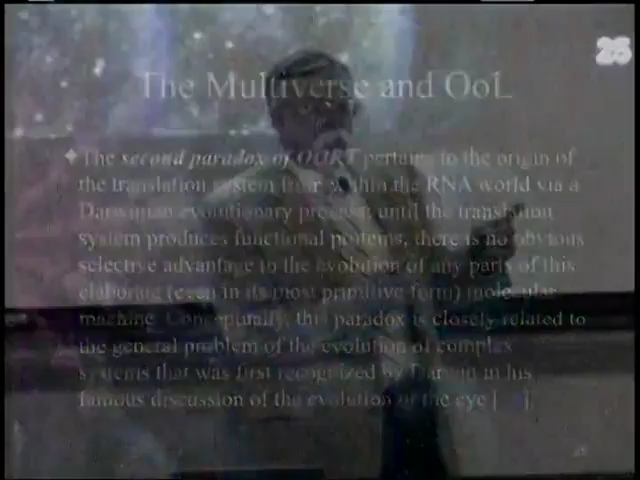 25
The Multiverse and OoL
The second paradox of OORT pertains to the origin of
the translation system from within the RNA world via a
Darwinian evolutionary process: until the translation
system produces functional proteins, there is no obvious
selective advantage to the evolution of any parts of this
elaborate (even in its most primitive form) molecular
machine. Conceptually, this paradox is closely related to
the general problem of the evolution of complex
systems that was first recognized by Darwin in his
famous discussion of the evolution of the eye [
25